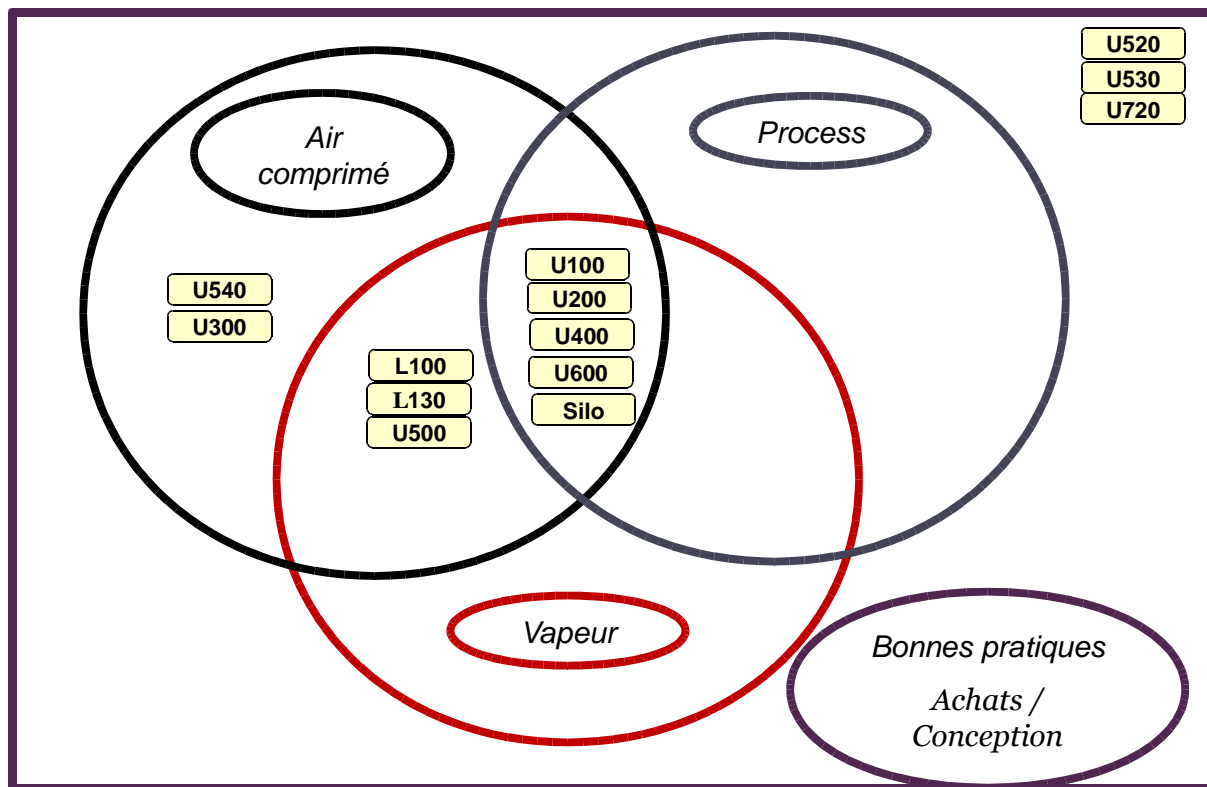 U520
U530
U720
Air
comprimé
Process
U540
U300
U100
U200
U400
U600
Silo
L100
L130
U500
Vapeur
Bonnes pratiques
Achats /
Conception